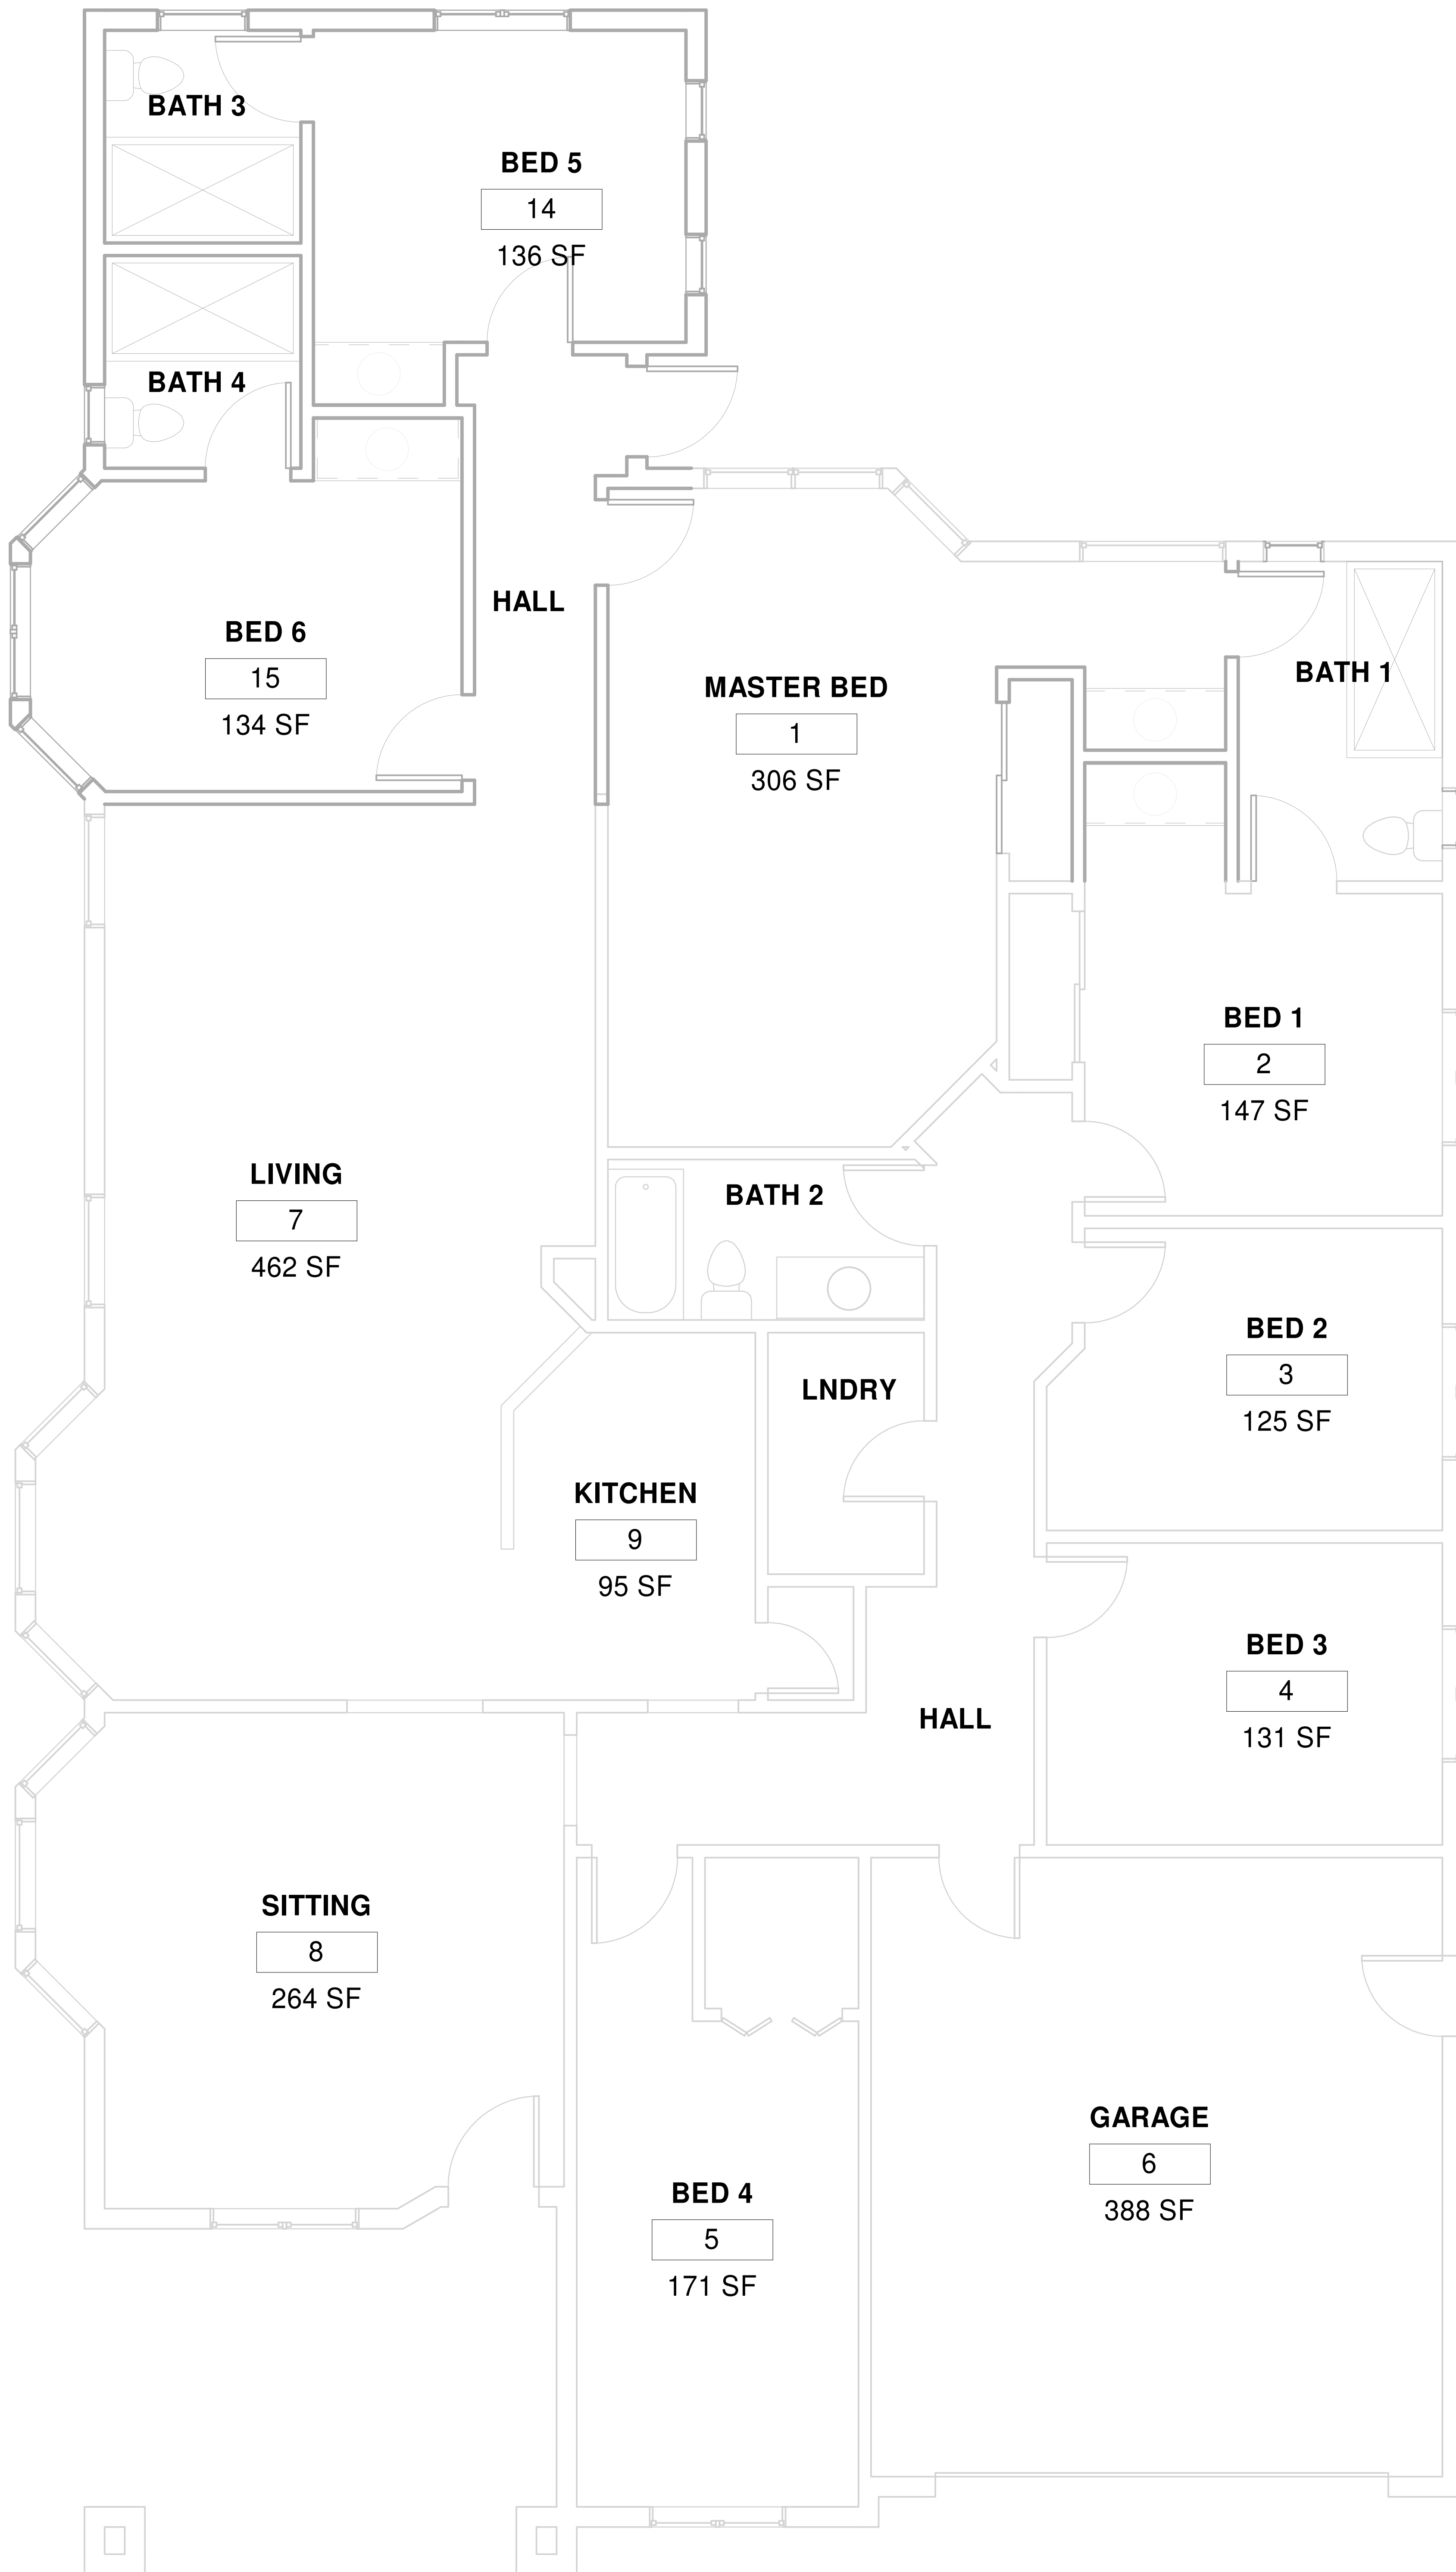 BATH 3
BED 5
14
136 SF
BATH 4
HALL
BED 6
15
134 SF
MASTER BED
1
306 SF
BATH 1
BED 1
2
147 SF
LIVING
7
462 SF
BATH 2
BED 2
3
125 SF
LNDRY
KITCHEN
9
95 SF
BED 3
4
131 SF
HALL
SITTING
8
264 SF
GARAGE
6
388 SF
BED 4
5
171 SF